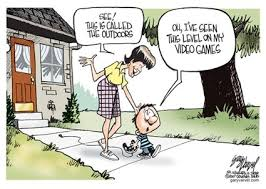 SEE,
THIS IS CALLED
THE OUTDOORS
OH, I'VE SEEN
THIS LEVEL ON MY
VIDEO GAMES
garyvarvel.com